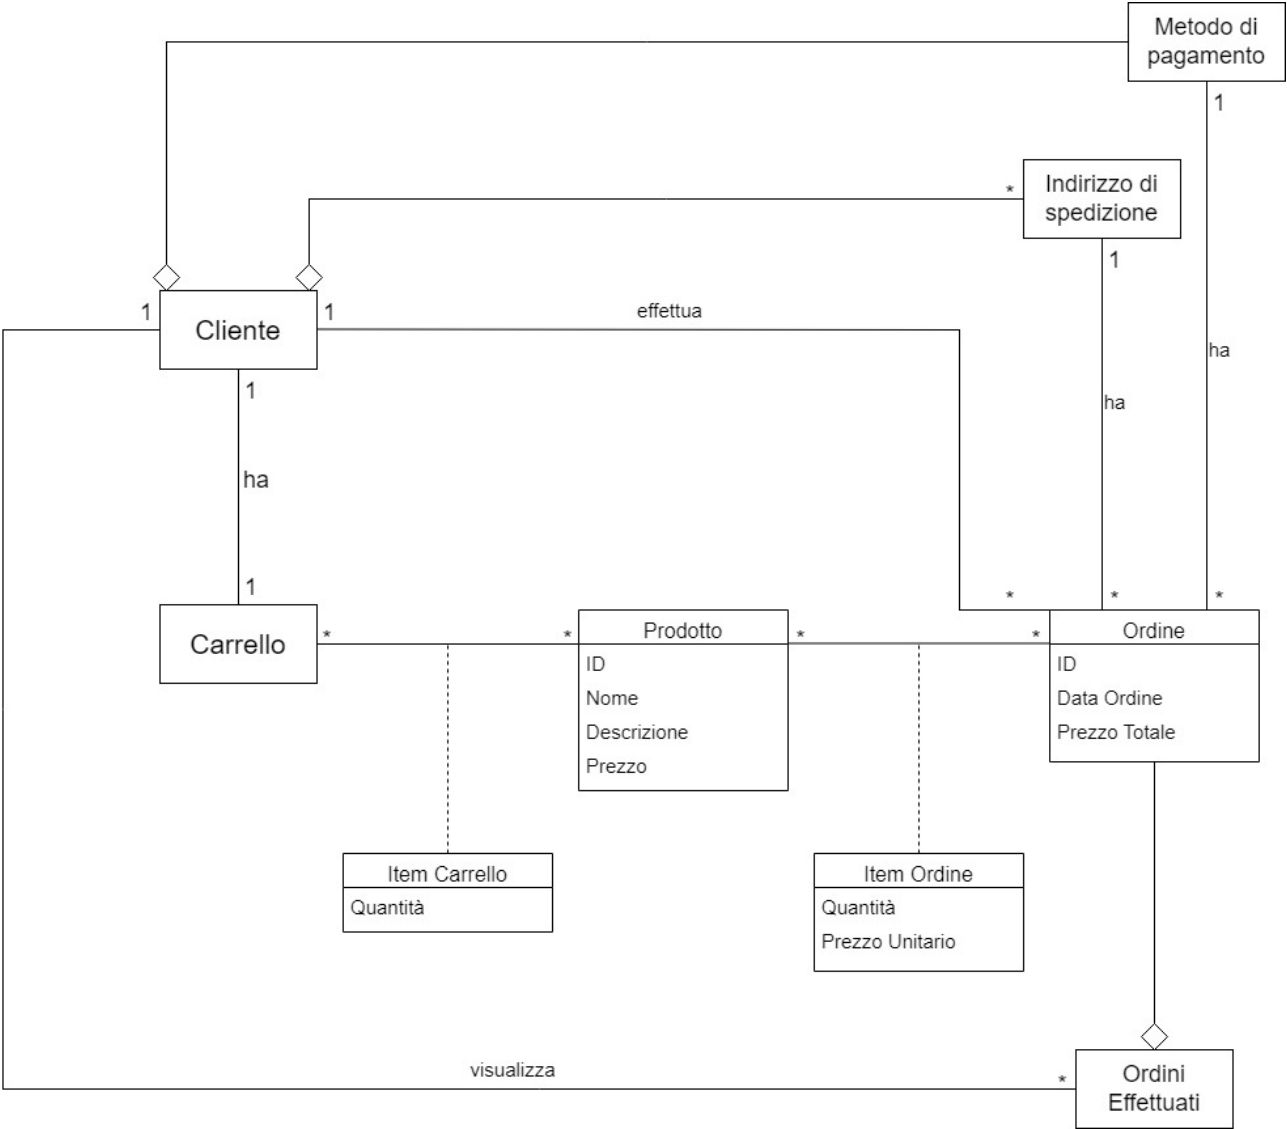 Metodo di
pagamento
1
*
Indirizzo di
spedizione
1
1
1
effettua
Cliente
ha
1
ha
ha
1
*
*
*
Carrello
*
*
Prodotto
*
*
Ordine
ID
Nome
Descrizione
Prezzo
ID
Data Ordine
Prezzo Totale
Item Carrello
Quantità
Item Ordine
Quantità
Prezzo Unitario
visualizza
*
Ordini
Effettuati